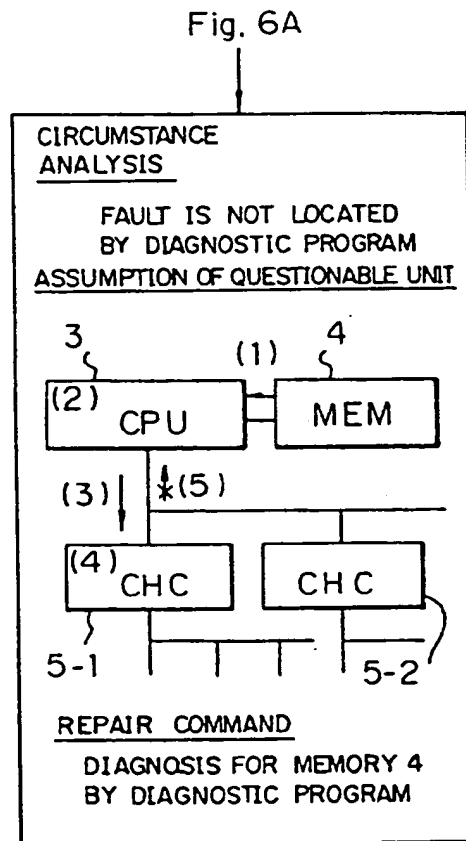 Fig. 6A
CIRCUMSTANCE
ANALYSIS
FAULT IS NOT LOCATED
BY DIAGNOSTIC PROGRAM
ASSUMPTION OF QUESTIONABLE UNIT
3
(1)
4
(2)
CPU
MEM
(3)
*(5)
(4)
CHC
CHC
5-1
5-2
REPAIR COMMAND
DIAGNOSIS FOR MEMORY 4
BY DIAGNOSTIC PROGRAM